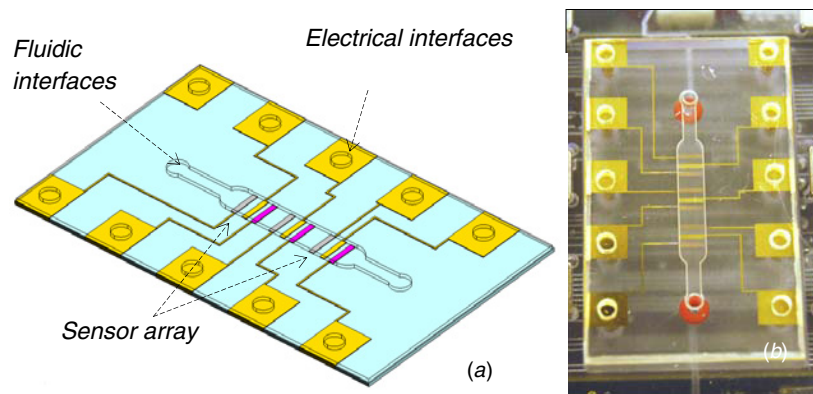 Fluidic
interfaces
Electrical interfaces
Sensor array
(a)
(b)